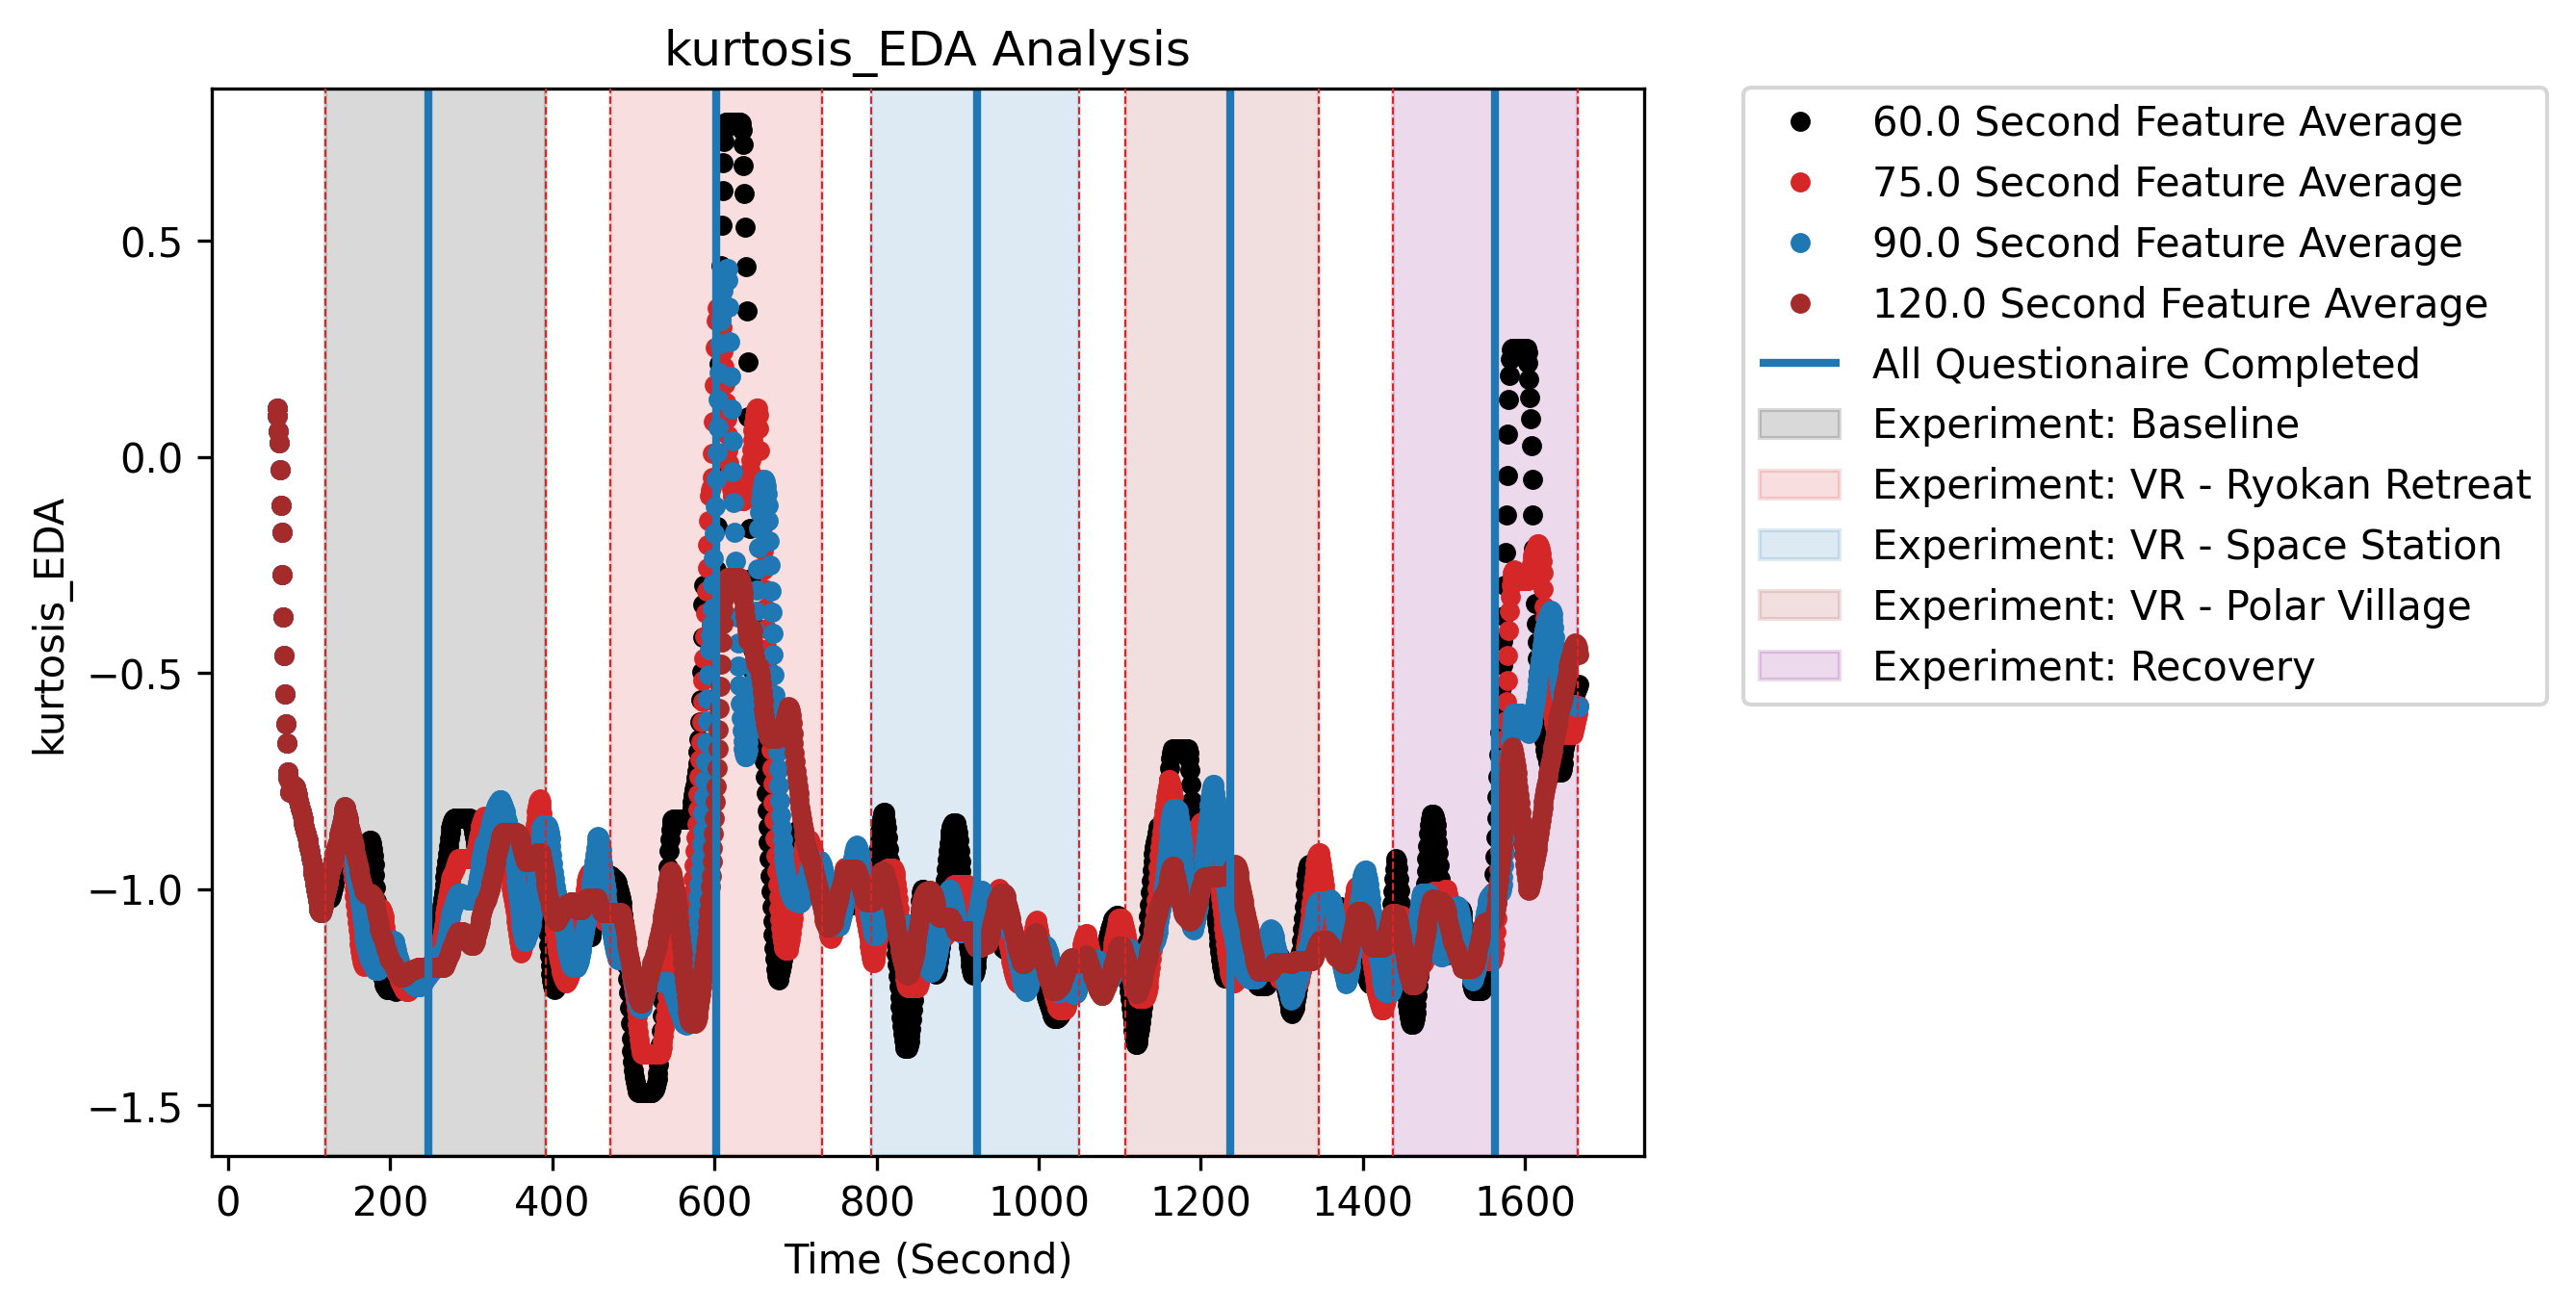 kurtosis_EDA Analysis
kurtosis_EDA
0.5
0.0
−0.5
−1.0
−1.5
0 200 400 600 800 1000 1200 1400 1600
Time (Second)
60.0 Second Feature Average
75.0 Second Feature Average
90.0 Second Feature Average
120.0 Second Feature Average
All Questionaire Completed
Experiment: Baseline
Experiment: VR - Ryokan Retreat
Experiment: VR - Space Station
Experiment: VR - Polar Village
Experiment: Recovery